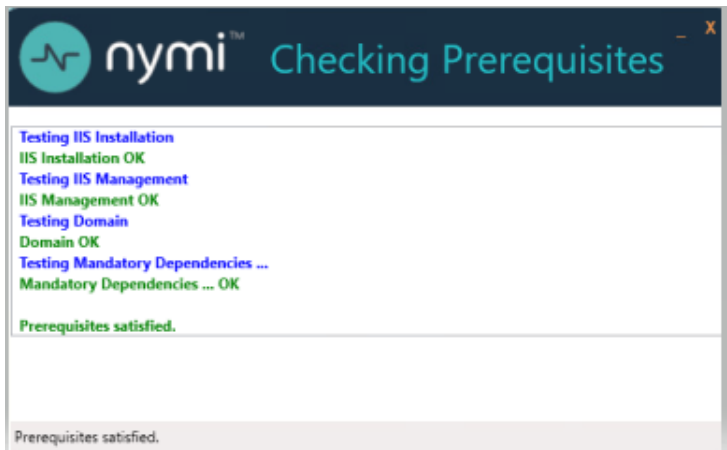 nymi™ Checking Prerequisites
_ X
Testing IIS Installation
IIS Installation OK
Testing IIS Management
IIS Management OK
Testing Domain
Domain OK
Testing Mandatory Dependencies ...
Mandatory Dependencies ... OK
Prerequisites satisfied.
Prerequisites satisfied.